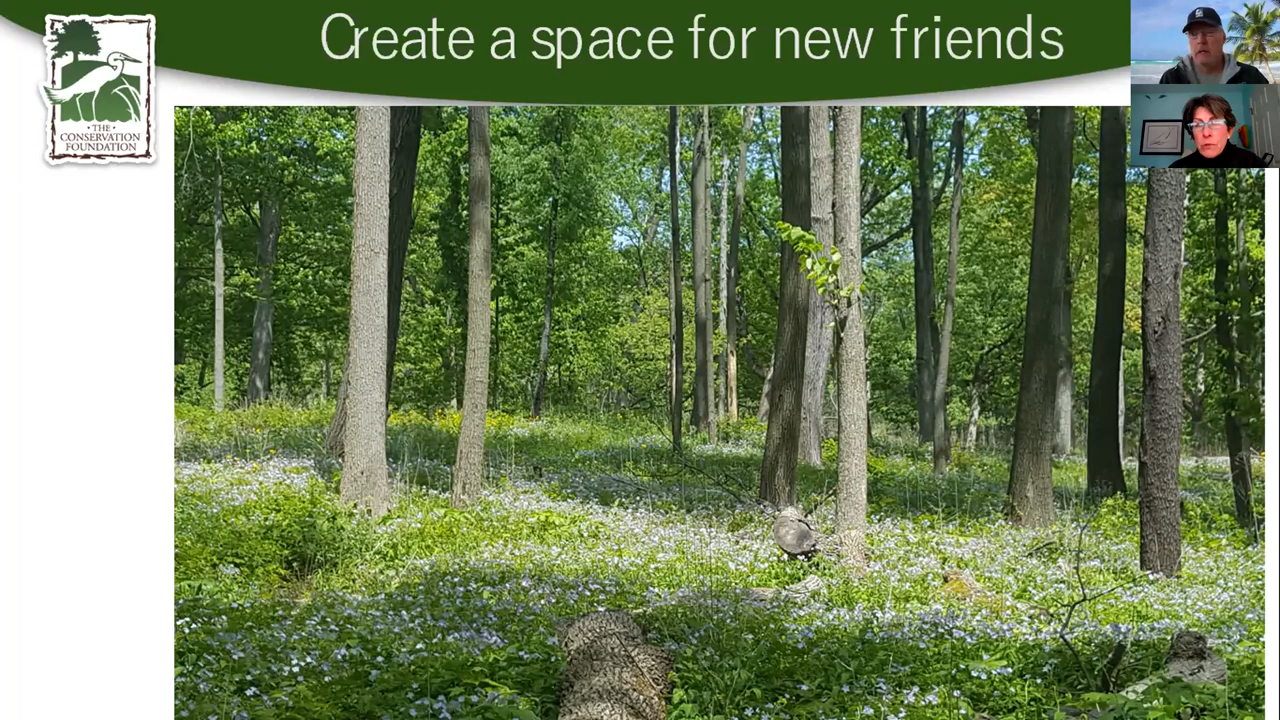 Create a space for new friends
• THE •
CONSERVATION
FOUNDATION